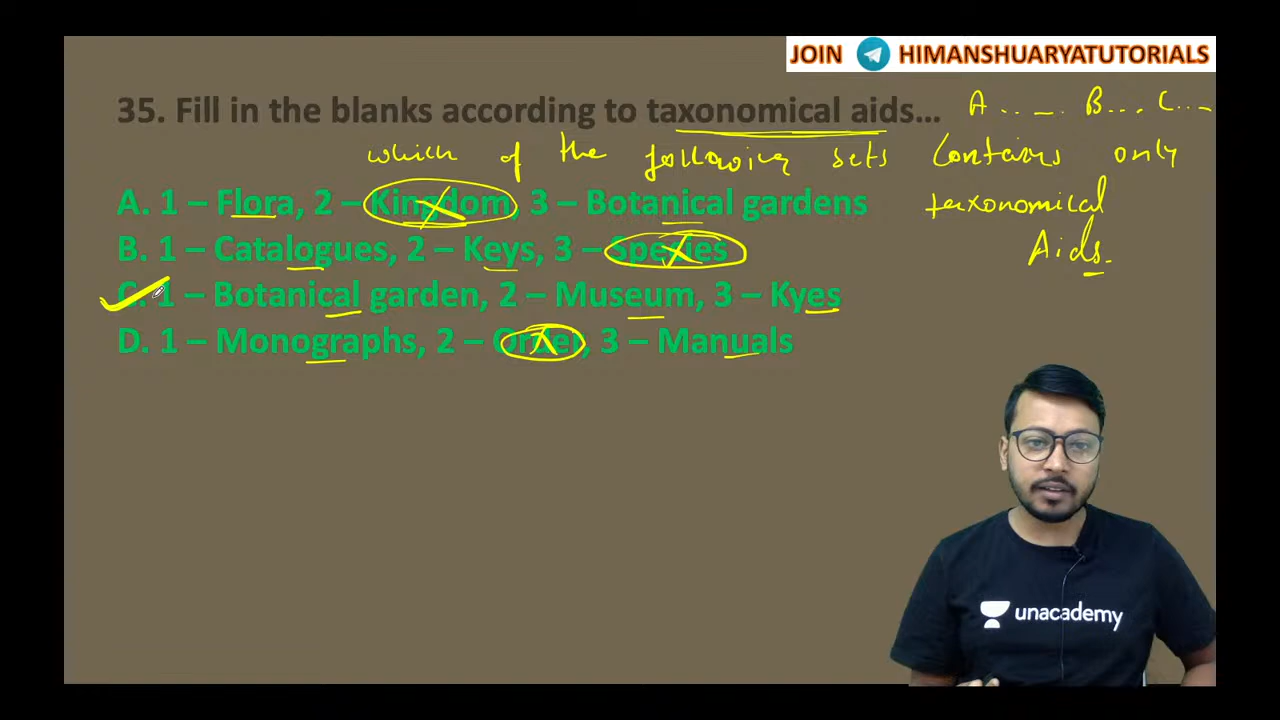 JOIN HIMANSHUARYATUTORIALS
35. Fill in the blanks according to taxonomical aids… A..... B.... C....
which of the following sets contains only
A. 1 – Flora, 2 – Kingdom, 3 – Botanical gardens taxonomical
B. 1 – Catalogues, 2 – Keys, 3 – Species Aids.
C. 1 – Botanical garden, 2 – Museum, 3 – Kyes
D. 1 – Monographs, 2 – Order, 3 – Manuals
unacademy